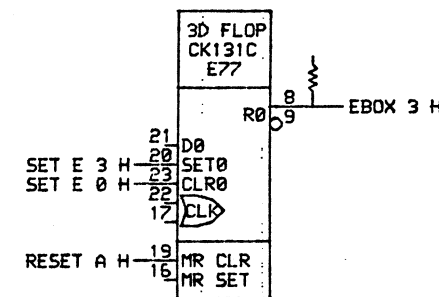 3D FLOP
CK131C
E77
8
R0 EBOX 3 H
9
21
D0
20
SET E 3 H SET0
23
SET E 0 H CLR0
22
CLK
17
19
RESET A H MR CLR
16
MR SET